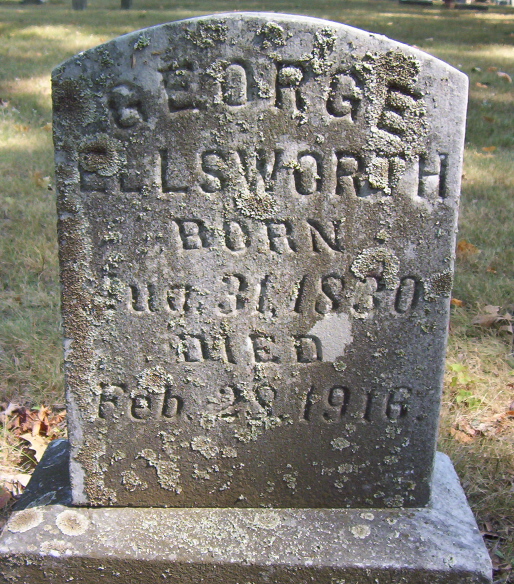 GEORGE
ELLSWORTH
BORN
Aug. 31, 1830.
DIED
Feb. 29, 1916.